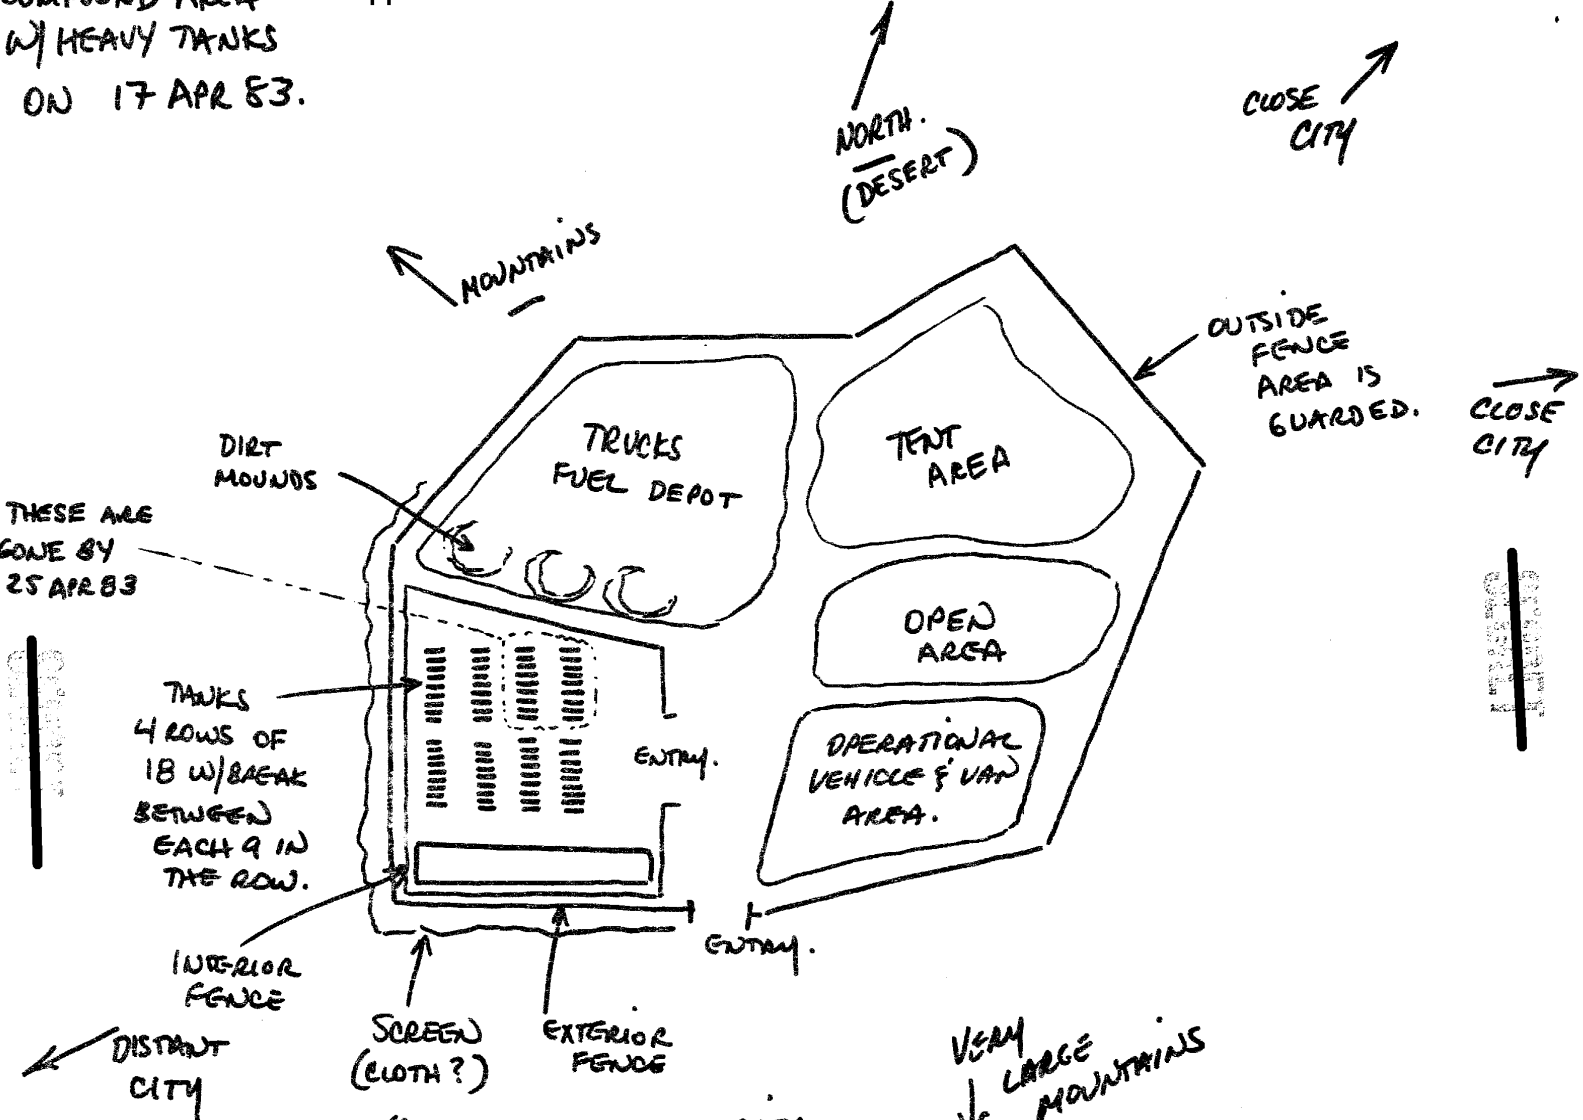 COMPOUND AREA
W/ HEAVY TANKS
ON 17 APR 83.
NORTH.
(DESERT)
CLOSE
CITY
MOUNTAINS
OUTSIDE
FENCE
AREA IS
GUARDED.
CLOSE
CITY
DIRT
MOUNDS
TRUCKS
FUEL DEPOT
TENT
AREA
THESE ARE
GONE BY
25 APR 83
OPEN
AREA
TANKS
4 ROWS OF
18 W/BREAK
BETWEEN
EACH 9 IN
THE ROW.
ENTRY.
OPERATIONAL
VEHICLE & VAN
AREA.
ENTRY.
INTERIOR
FENCE
SCREEN
(CLOTH?)
EXTERIOR
FENCE
DISTANT
CITY
VERY
LARGE
MOUNTAINS